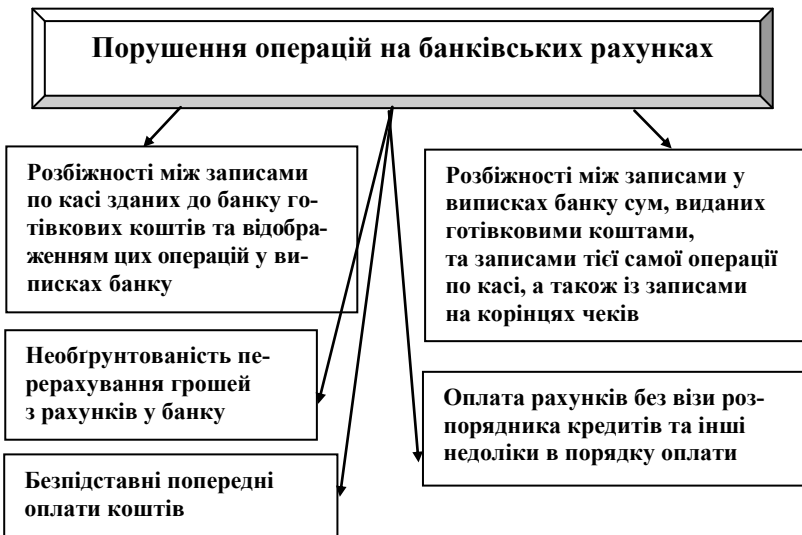 Порушення операцій на банківських рахунках
Розбіжності між записами
по касі зданих до банку го-
тівкових коштів та відобра-
женням цих операцій у ви-
писках банку
Розбіжності між записами у
виписках банку сум, виданих
готівковими коштами,
та записами тієї самої операції
по касі, а також із записами
на корінцях чеків
Необґрунтованість пе-
рерахування грошей
з рахунків у банку
Оплата рахунків без візи роз-
порядника кредитів та інші
недоліки в порядку оплати
Безпідставні попередні
оплати коштів